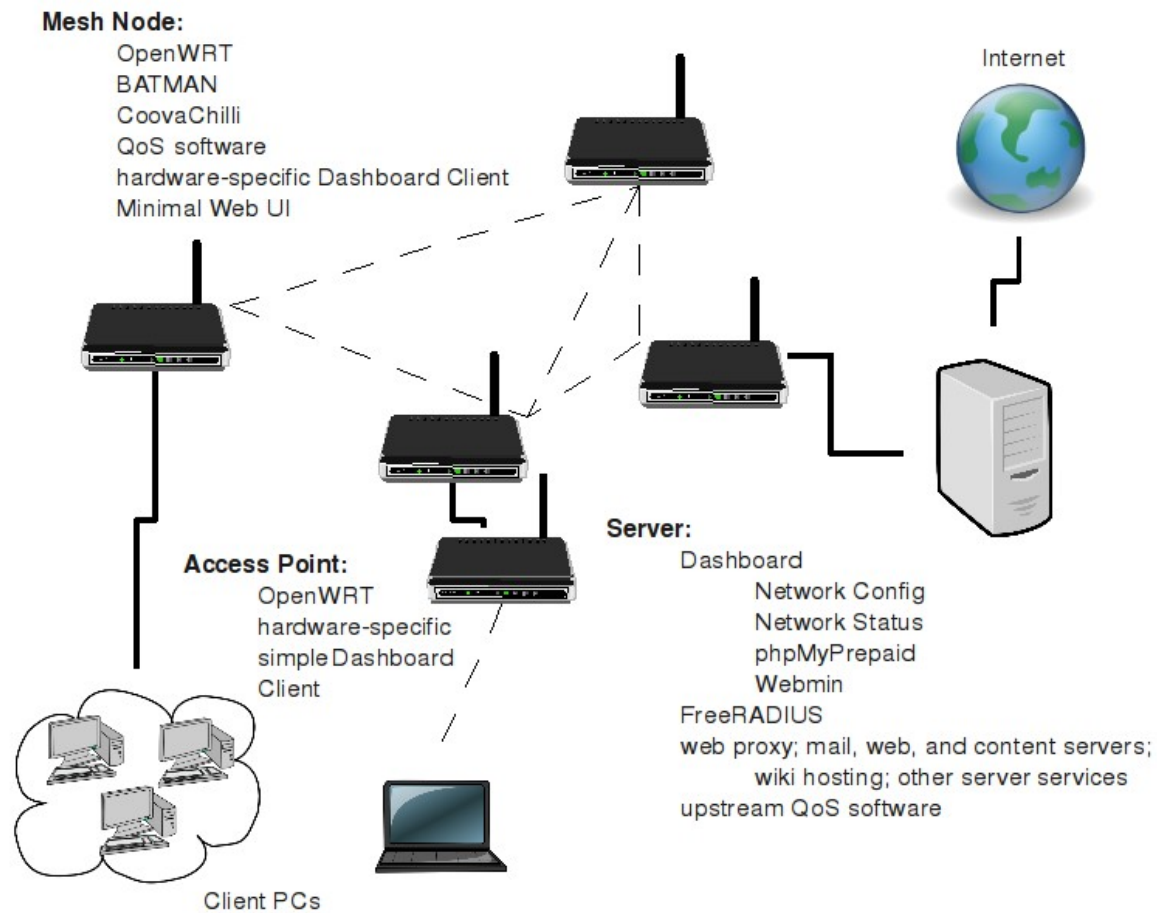 Mesh Node:
OpenWRT
BATMAN
CoovaChilli
QoS software
hardware-specific Dashboard Client
Minimal Web UI
Internet
Access Point:
OpenWRT
hardware-specific
simple Dashboard
Client
Server:
Dashboard
Network Config
Network Status
phpMyPrepaid
Webmin
FreeRADIUS
web proxy; mail, web, and content servers;
wiki hosting; other server services
upstream QoS software
Client PCs